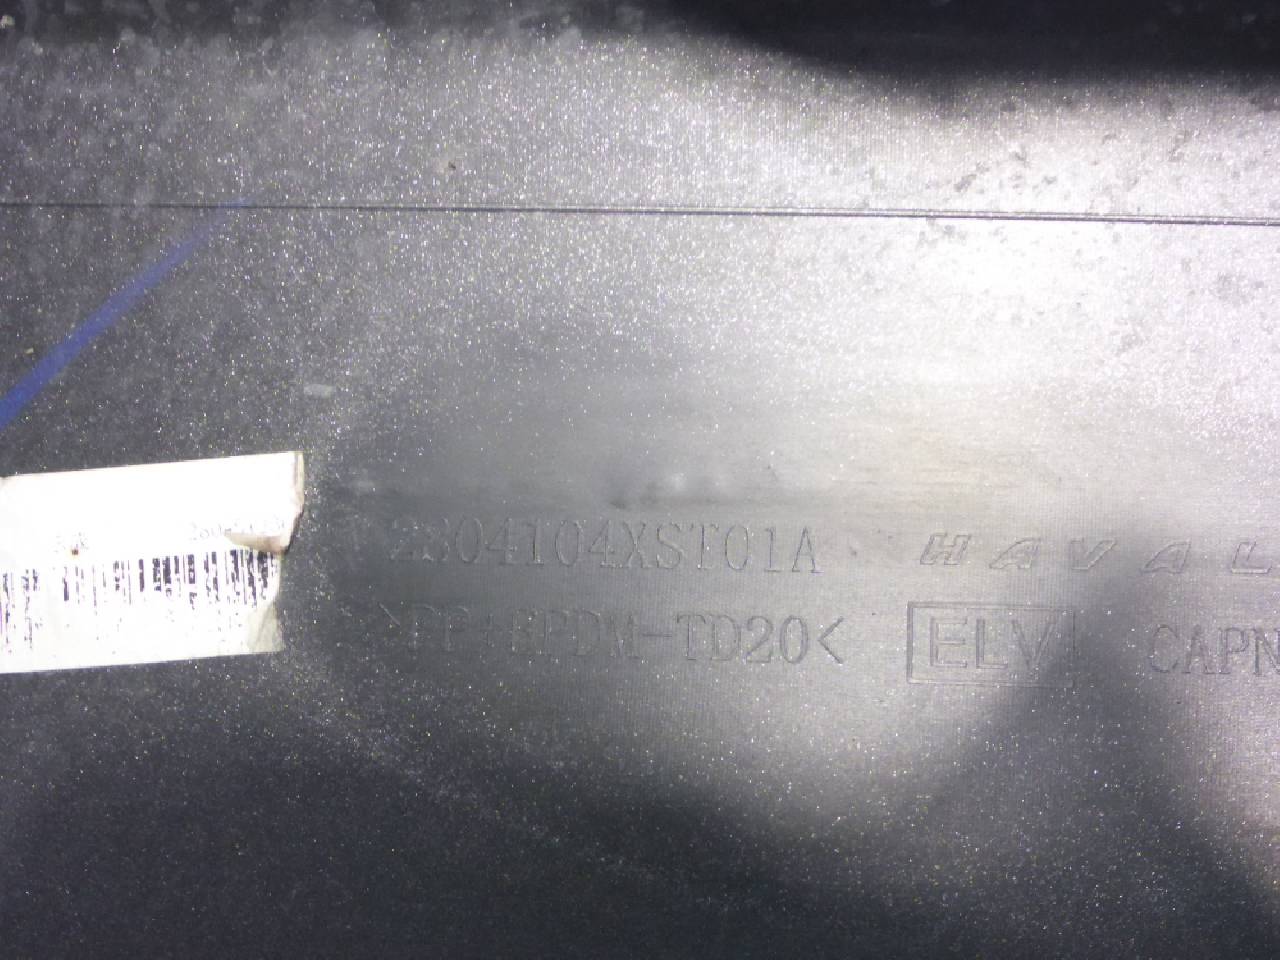 2804104XST01A HAVAL
>PP+EPDM-TD20< ELV CAPN